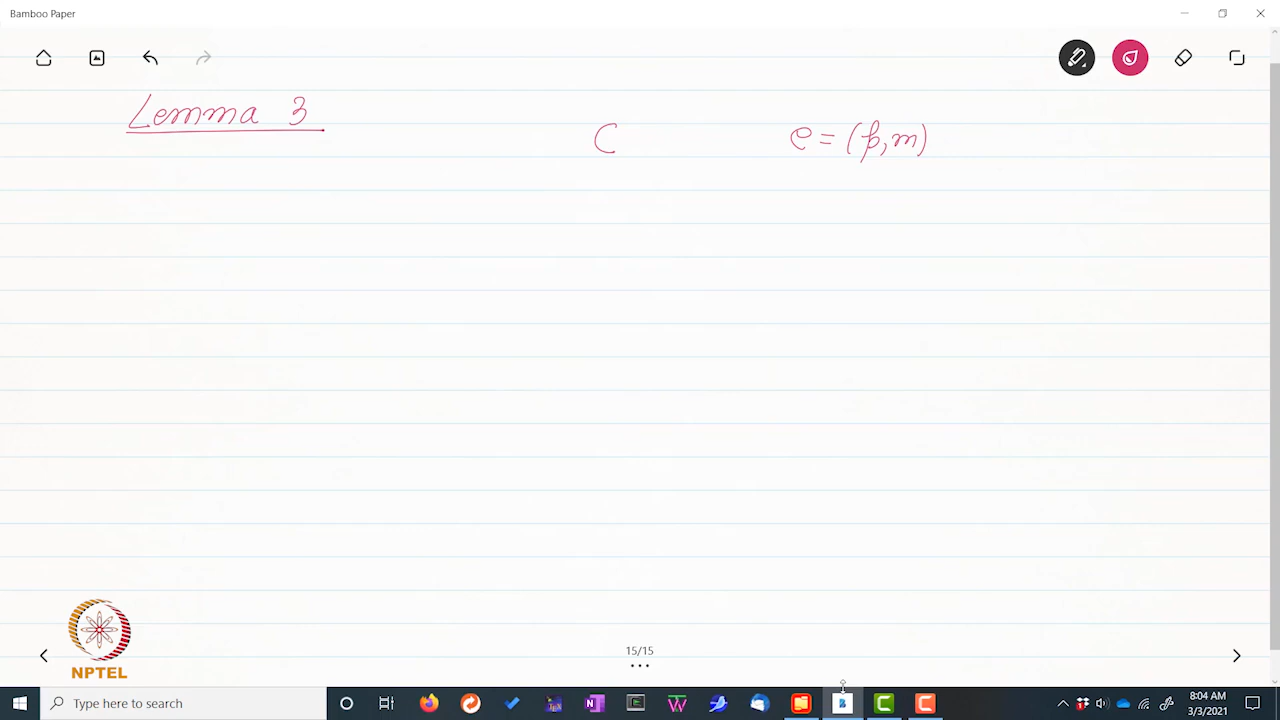 Bamboo Paper
Lemma 3
C e = (p, m)
15/15
NPTEL
Type here to search
8:04 AM
3/3/2021